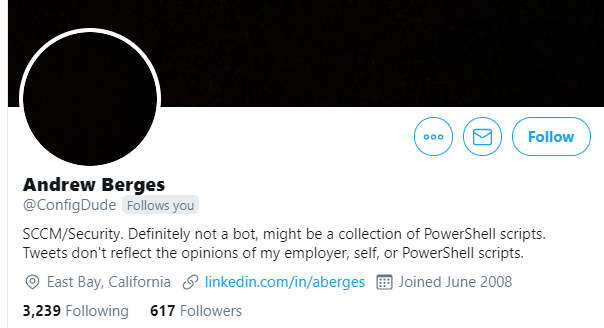 Follow
Andrew Berges
@ConfigDude Follows you
SCCM/Security. Definitely not a bot, might be a collection of PowerShell scripts.
Tweets don't reflect the opinions of my employer, self, or PowerShell scripts.
East Bay, California linkedin.com/in/aberges Joined June 2008
3,239 Following 617 Followers